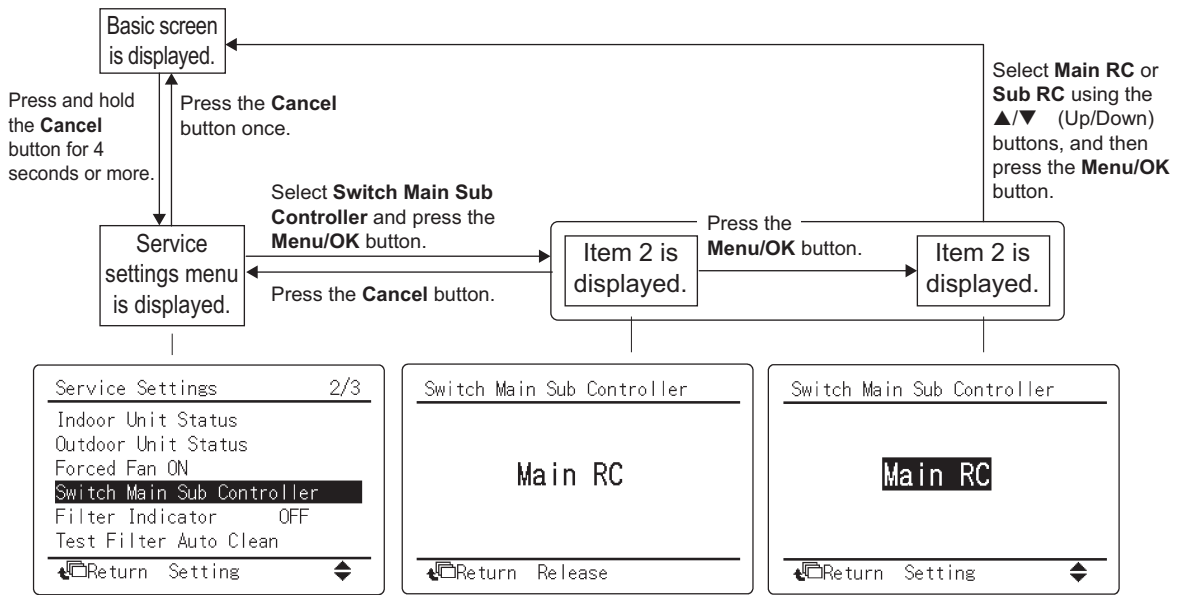 Basic screen
is displayed.
Press and hold
the Cancel
button for 4
seconds or more.
Press the Cancel
button once.
Select Main RC or
Sub RC using the
▲/▼ (Up/Down)
buttons, and then
press the Menu/OK
button.
Select Switch Main Sub
Controller and press the
Menu/OK button.
Press the Cancel button.
Press the
Menu/OK button.
Service
settings menu
is displayed.
Item 2 is
displayed.
Item 2 is
displayed.
Service Settings 2/3
Indoor Unit Status
Outdoor Unit Status
Forced Fan ON
Switch Main Sub Controller
Filter Indicator OFF
Test Filter Auto Clean
Return Setting
Switch Main Sub Controller
Main RC
Return Release
Switch Main Sub Controller
Main RC
Return Setting